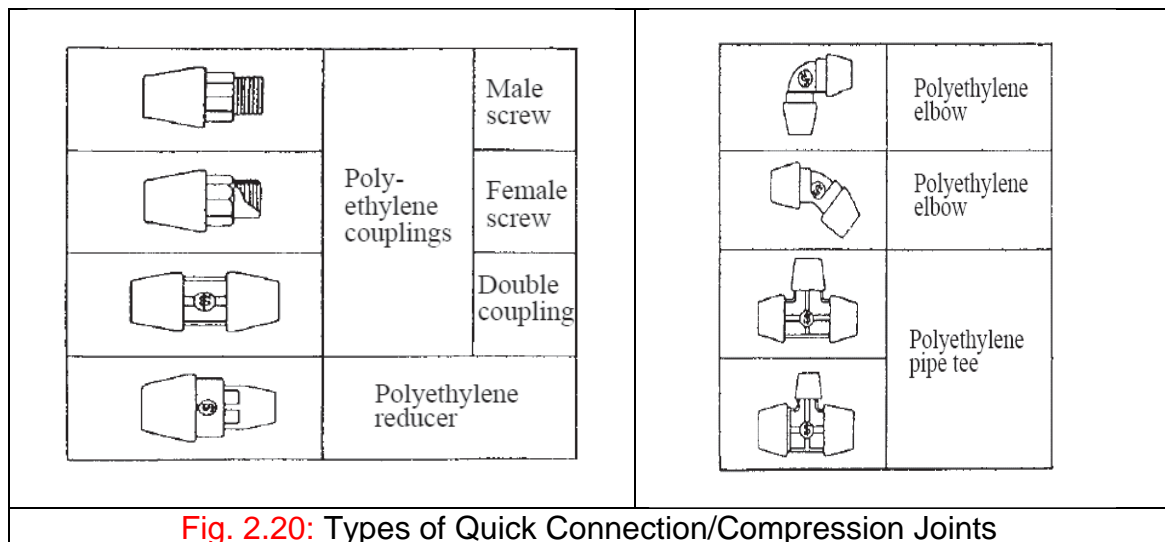 Poly-
ethylene
couplings
Male
screw
Female
screw
Double
coupling
Polyethylene
reducer
Polyethylene
elbow
Polyethylene
elbow
Polyethylene
pipe tee
Fig. 2.20: Types of Quick Connection/Compression Joints